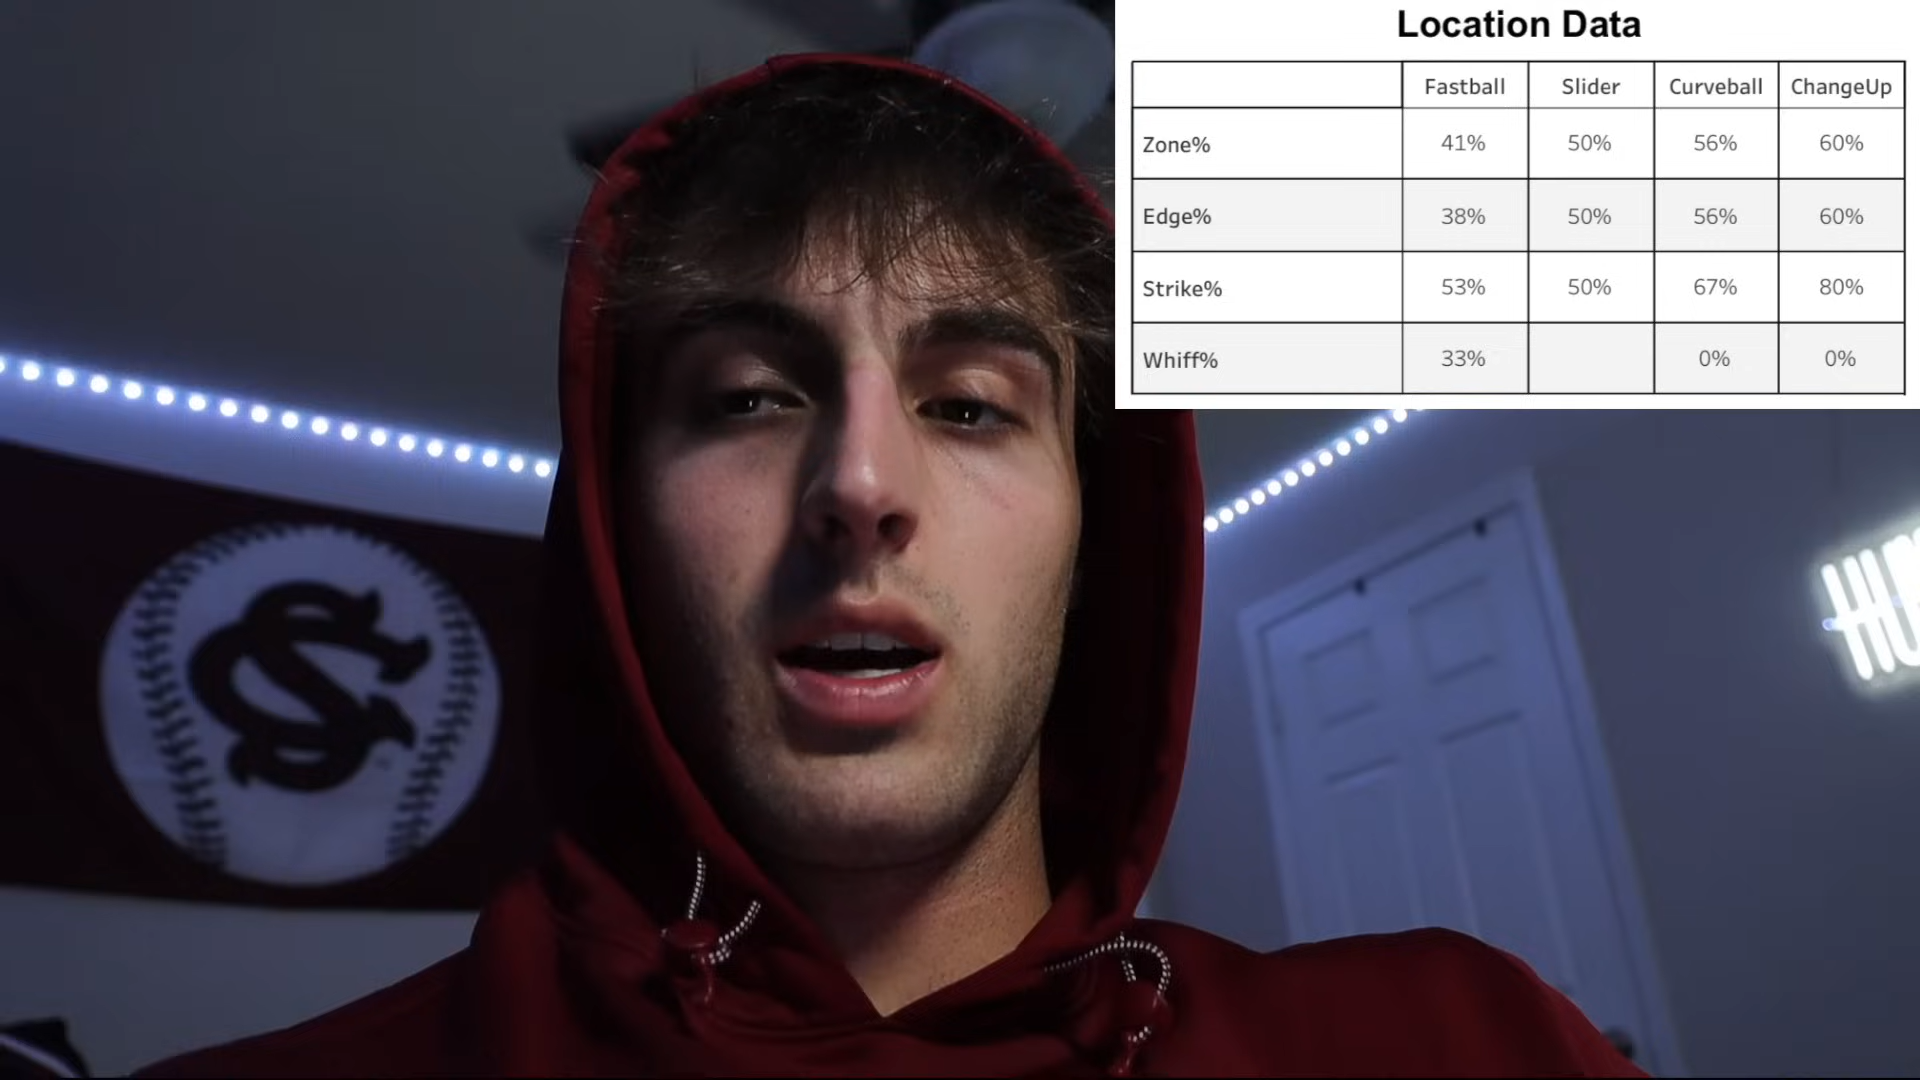 Location Data
Fastball Slider Curveball ChangeUp
Zone% 41% 50% 56% 60%
Edge% 38% 50% 56% 60%
Strike% 53% 50% 67% 80%
Whiff% 33% 0% 0%
SC